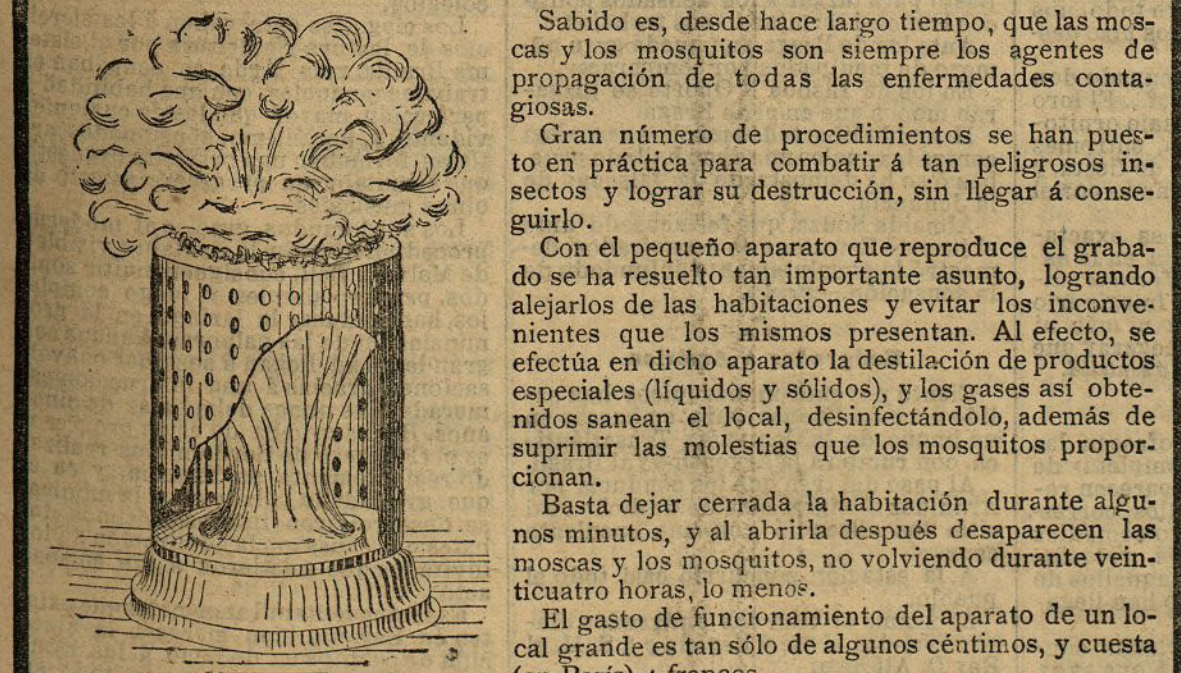 Sabido es, desde hace largo tiempo, que las mos-
cas y los mosquitos son siempre los agentes de
propagación de todas las enfermedades conta-
giosas.
Gran número de procedimientos se han pues-
to en práctica para combatir á tan peligrosos in-
sectos y lograr su destrucción, sin llegar á conse-
guirlo.
Con el pequeño aparato que reproduce el graba-
do se ha resuelto tan importante asunto, logrando
alejarlos de las habitaciones y evitar los inconve-
nientes que los mismos presentan. Al efecto, se
efectúa en dicho aparato la destilación de productos
especiales (líquidos y sólidos), y los gases así obte-
nidos sanean el local, desinfectándolo, además de
suprimir las molestias que los mosquitos propor-
cionan.
Basta dejar cerrada la habitación durante algu-
nos minutos, y al abrirla después desaparecen las
moscas y los mosquitos, no volviendo durante vein-
ticuatro horas, lo menos.
El gasto de funcionamiento del aparato de un lo-
cal grande es tan sólo de algunos céntimos, y cuesta